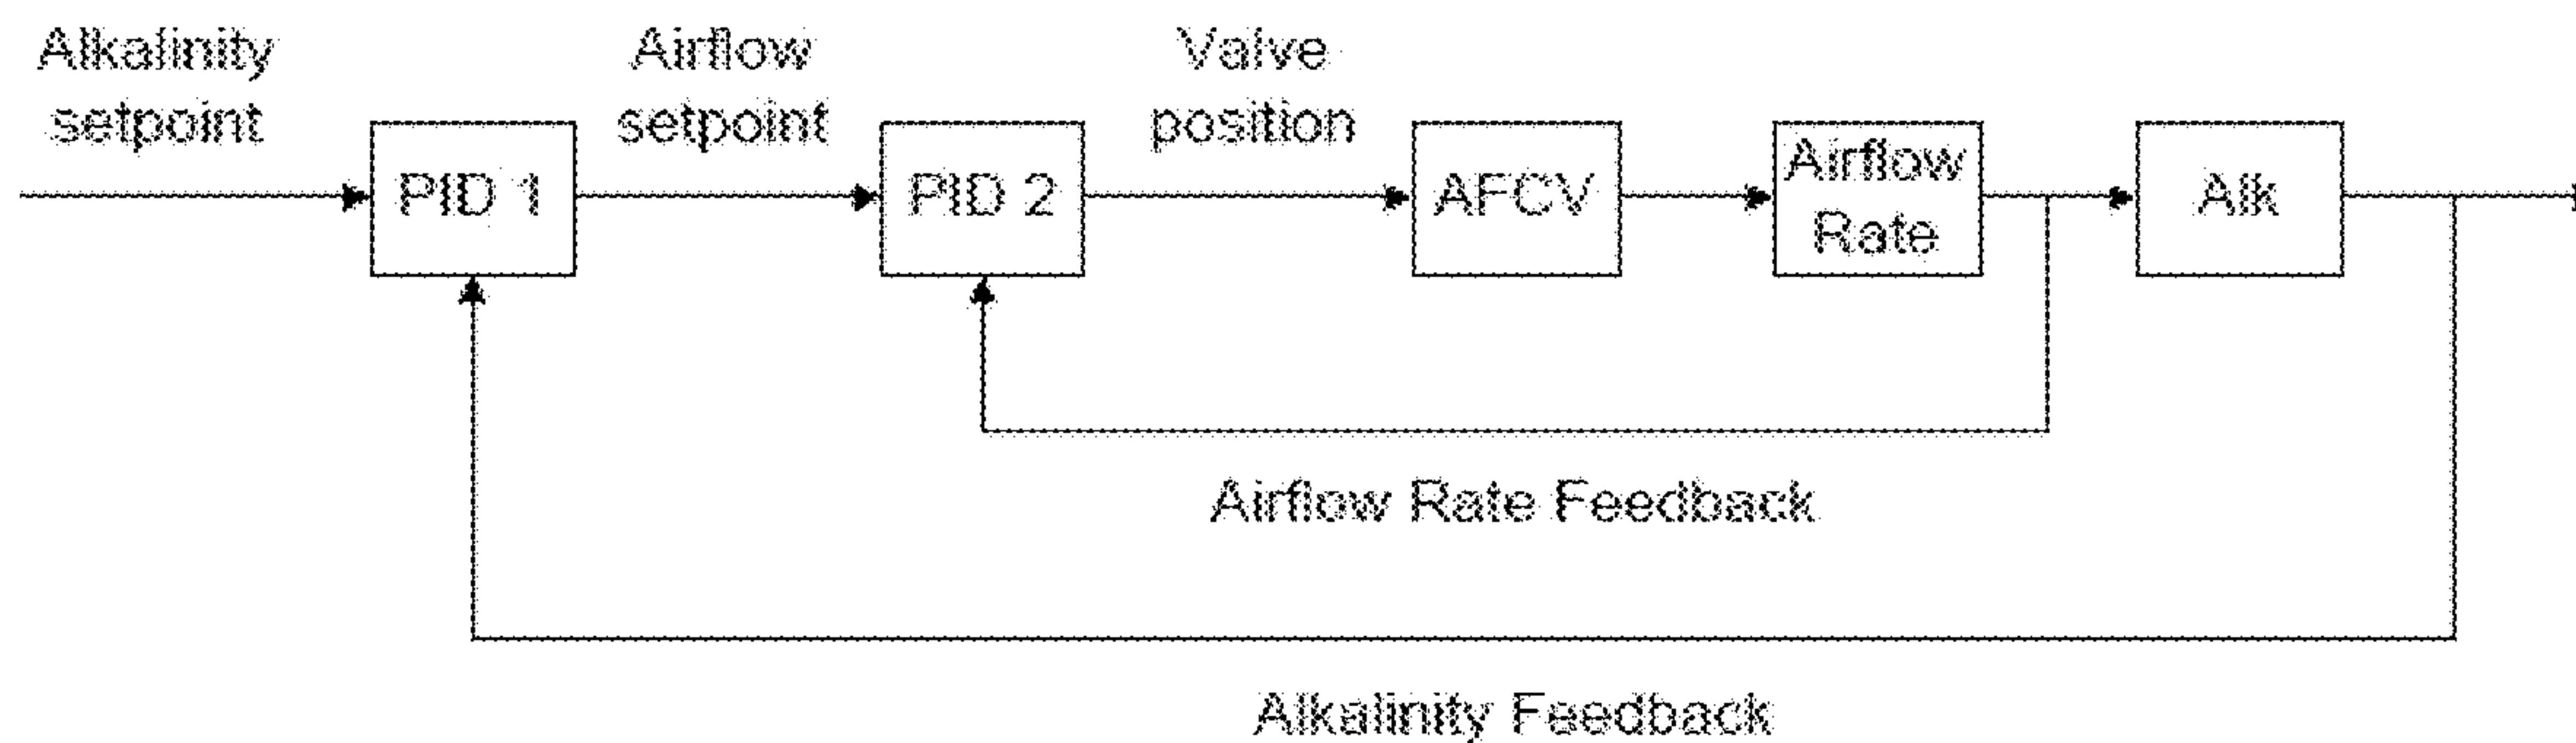 Alkalinity
setpoint
Airflow
setpoint
Valve
position
PID 1
PID 2
AFCV
Airflow
Rate
Alk
Airflow Rate Feedback
Alkalinity Feedback